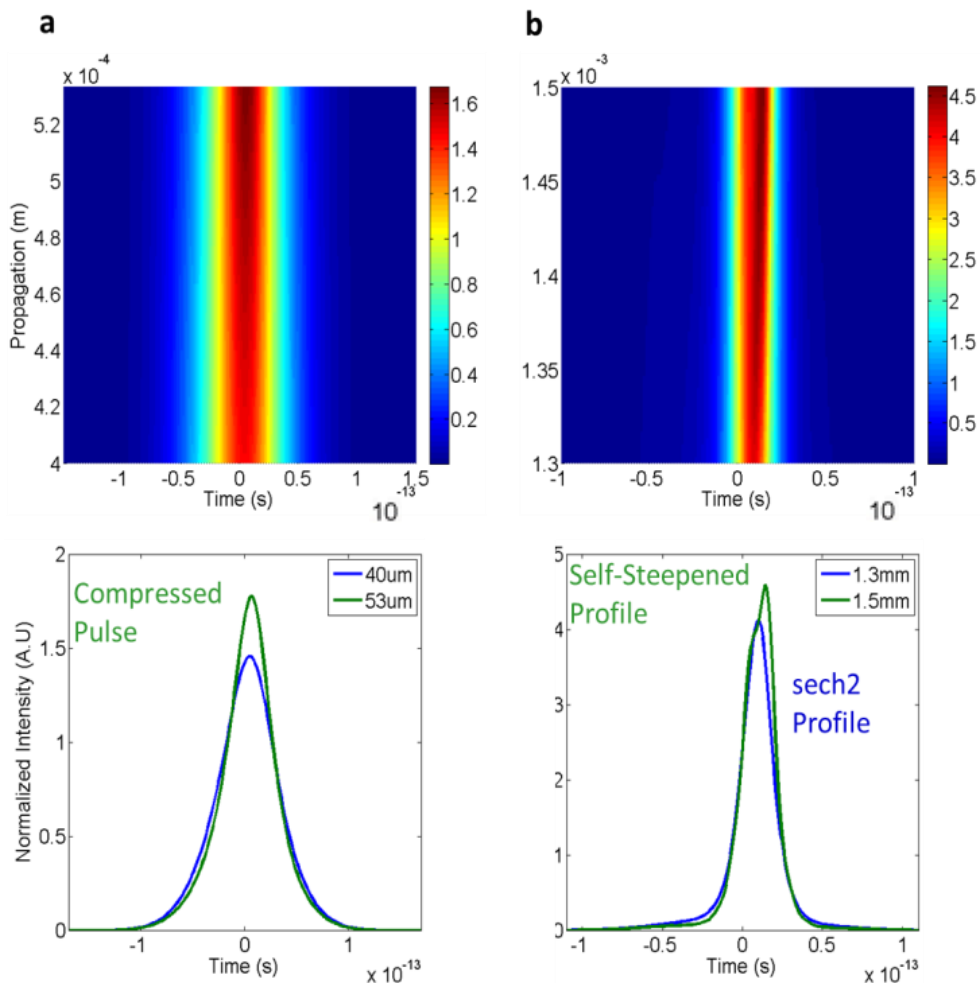 a
x 10^-4
5.2
5
4.8
4.6
4.4
4.2
4
Propagation (m)
-1 -0.5 0 0.5 1 1.5
Time (s)
10^-13
1.6
1.4
1.2
1
0.8
0.6
0.4
0.2
b
x 10^-3
1.5
1.45
1.4
1.35
1.3
-1 -0.5 0 0.5 1
Time (s)
10^-13
4.5
4
3.5
3
2.5
2
1.5
1
0.5
2
1.5
1
0.5
0
Normalized Intensity (A.U)
Compressed
Pulse
40um
53um
-1 0 1
Time (s)
x 10^-13
5
4
3
2
1
0
Self-Steepened
Profile
1.3mm
1.5mm
sech2
Profile
-1 -0.5 0 0.5 1
Time (s)
x 10^-13